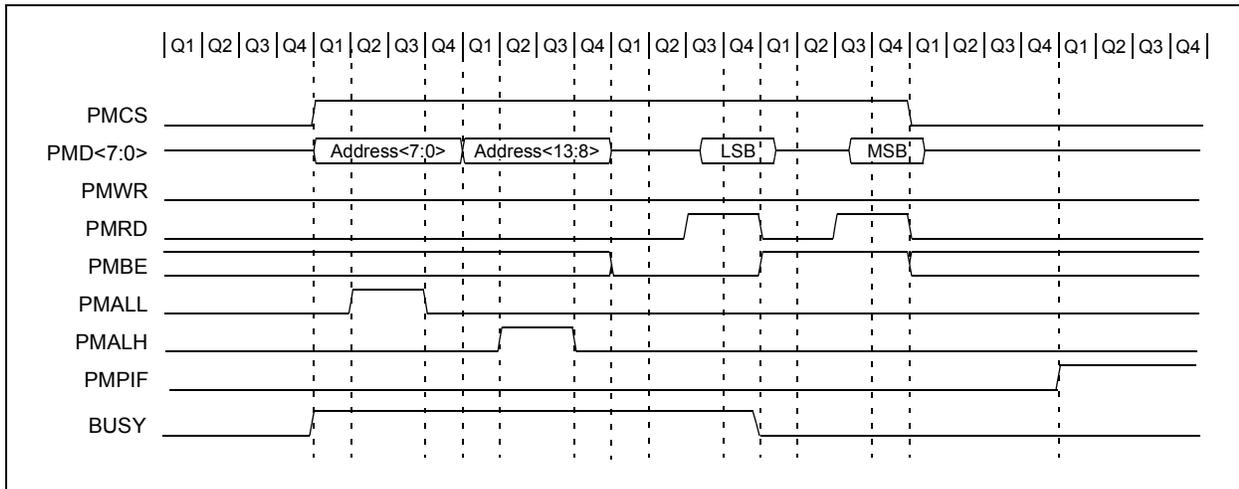 Q1 Q2 Q3 Q4 Q1 Q2 Q3 Q4 Q1 Q2 Q3 Q4 Q1 Q2 Q3 Q4 Q1 Q2 Q3 Q4 Q1 Q2 Q3 Q4 Q1 Q2 Q3 Q4
PMCS
PMD<7:0> Address<7:0> Address<13:8> LSB MSB
PMWR
PMRD
PMBE
PMALL
PMALH
PMPIF
BUSY